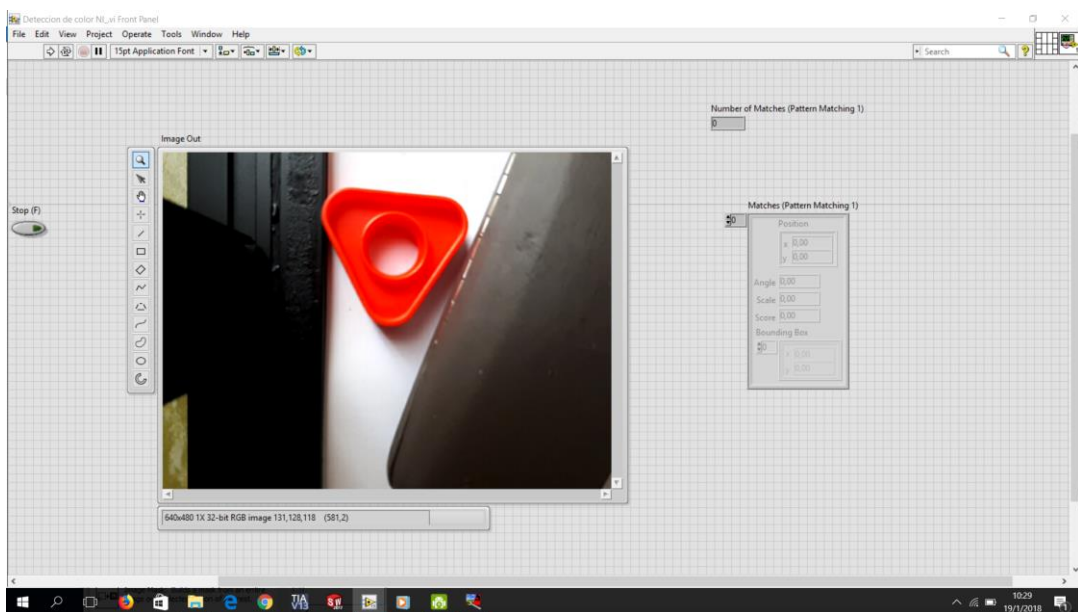 Deteccion de color NI_.vi Front Panel
File Edit View Project Operate Tools Window Help
15pt Application Font
Search
Number of Matches (Pattern Matching 1)
0
Image Out
Stop (F)
Matches (Pattern Matching 1)
0
Position
x 0,00
y 0,00
Angle 0,00
Scale 0,00
Score 0,00
Bounding Box
0
x 0,00
y 0,00
640x480 1X 32-bit RGB image 131,128,118 (581,2)
TIA
V13
SW
10:29
19/1/2018